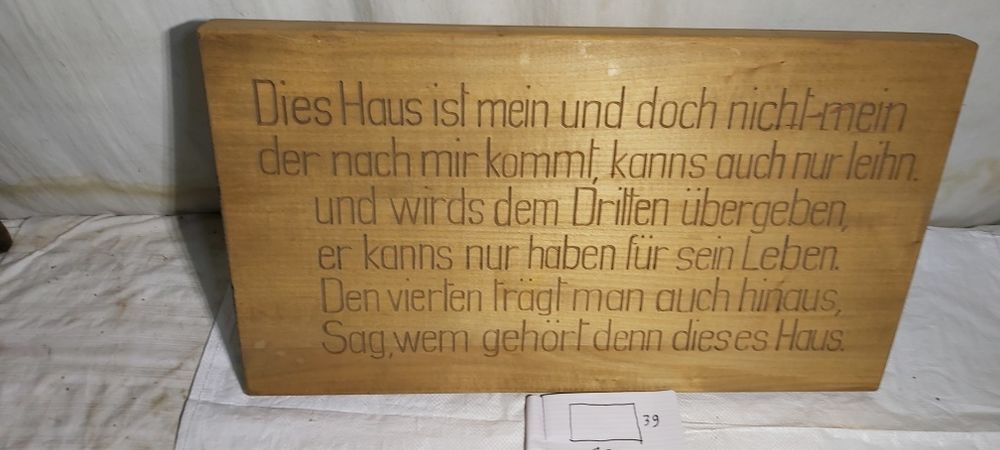 Dies Haus ist mein und doch nicht mein
der nach mir kommt, kanns auch nur leihn.
und wirds dem Dritten übergeben,
er kanns nur haben für sein Leben.
Den vierten trägt man auch hinaus,
Sag, wem gehört denn dieses Haus.
39